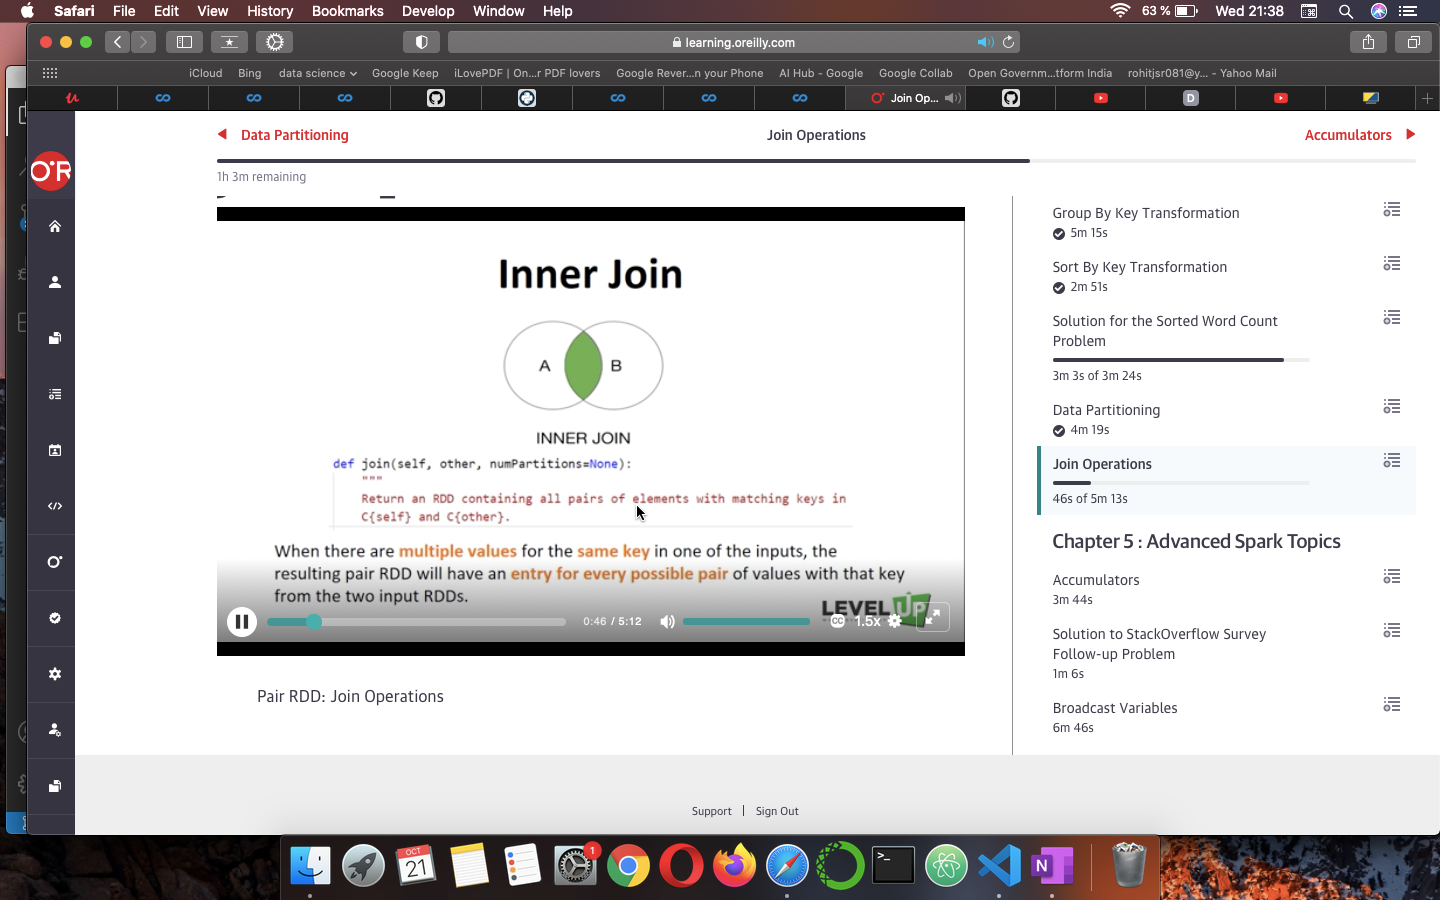 Safari File Edit View History Bookmarks Develop Window Help 63 % Wed 21:38
learning.oreilly.com
iCloud Bing data science Google Keep iLovePDF | On...r PDF lovers Google Rever...n your Phone AI Hub - Google Google Collab Open Governm...tform India rohitjsr081@y... - Yahoo Mail
Join Op...
D
Data Partitioning Join Operations Accumulators
O'R
1h 3m remaining
Inner Join
A B
INNER JOIN
def join(self, other, numPartitions=None):
"""
Return an RDD containing all pairs of elements with matching keys in
C{self} and C{other}.
When there are multiple values for the same key in one of the inputs, the
resulting pair RDD will have an entry for every possible pair of values with that key
from the two input RDDs.
LEVEL UP
0:46 / 5:12 CC 1.5x
Pair RDD: Join Operations
Group By Key Transformation
5m 15s
Sort By Key Transformation
2m 51s
Solution for the Sorted Word Count
Problem
3m 3s of 3m 24s
Data Partitioning
4m 19s
Join Operations
46s of 5m 13s
Chapter 5 : Advanced Spark Topics
Accumulators
3m 44s
Solution to StackOverflow Survey
Follow-up Problem
1m 6s
Broadcast Variables
6m 46s
Support | Sign Out
OCT
21
1
N